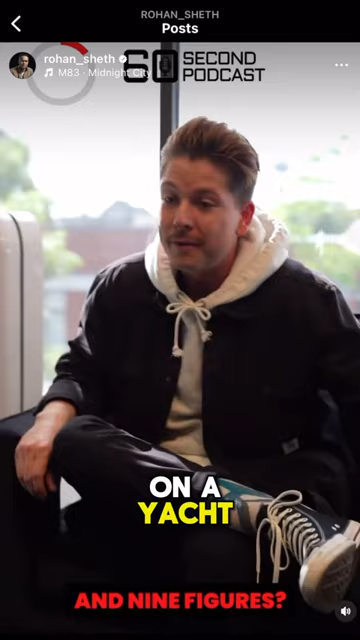 ROHAN_SHETH
Posts
rohan_sheth
M83 · Midnight City
60 SECOND
PODCAST
ON A
YACHT
AND NINE FIGURES?